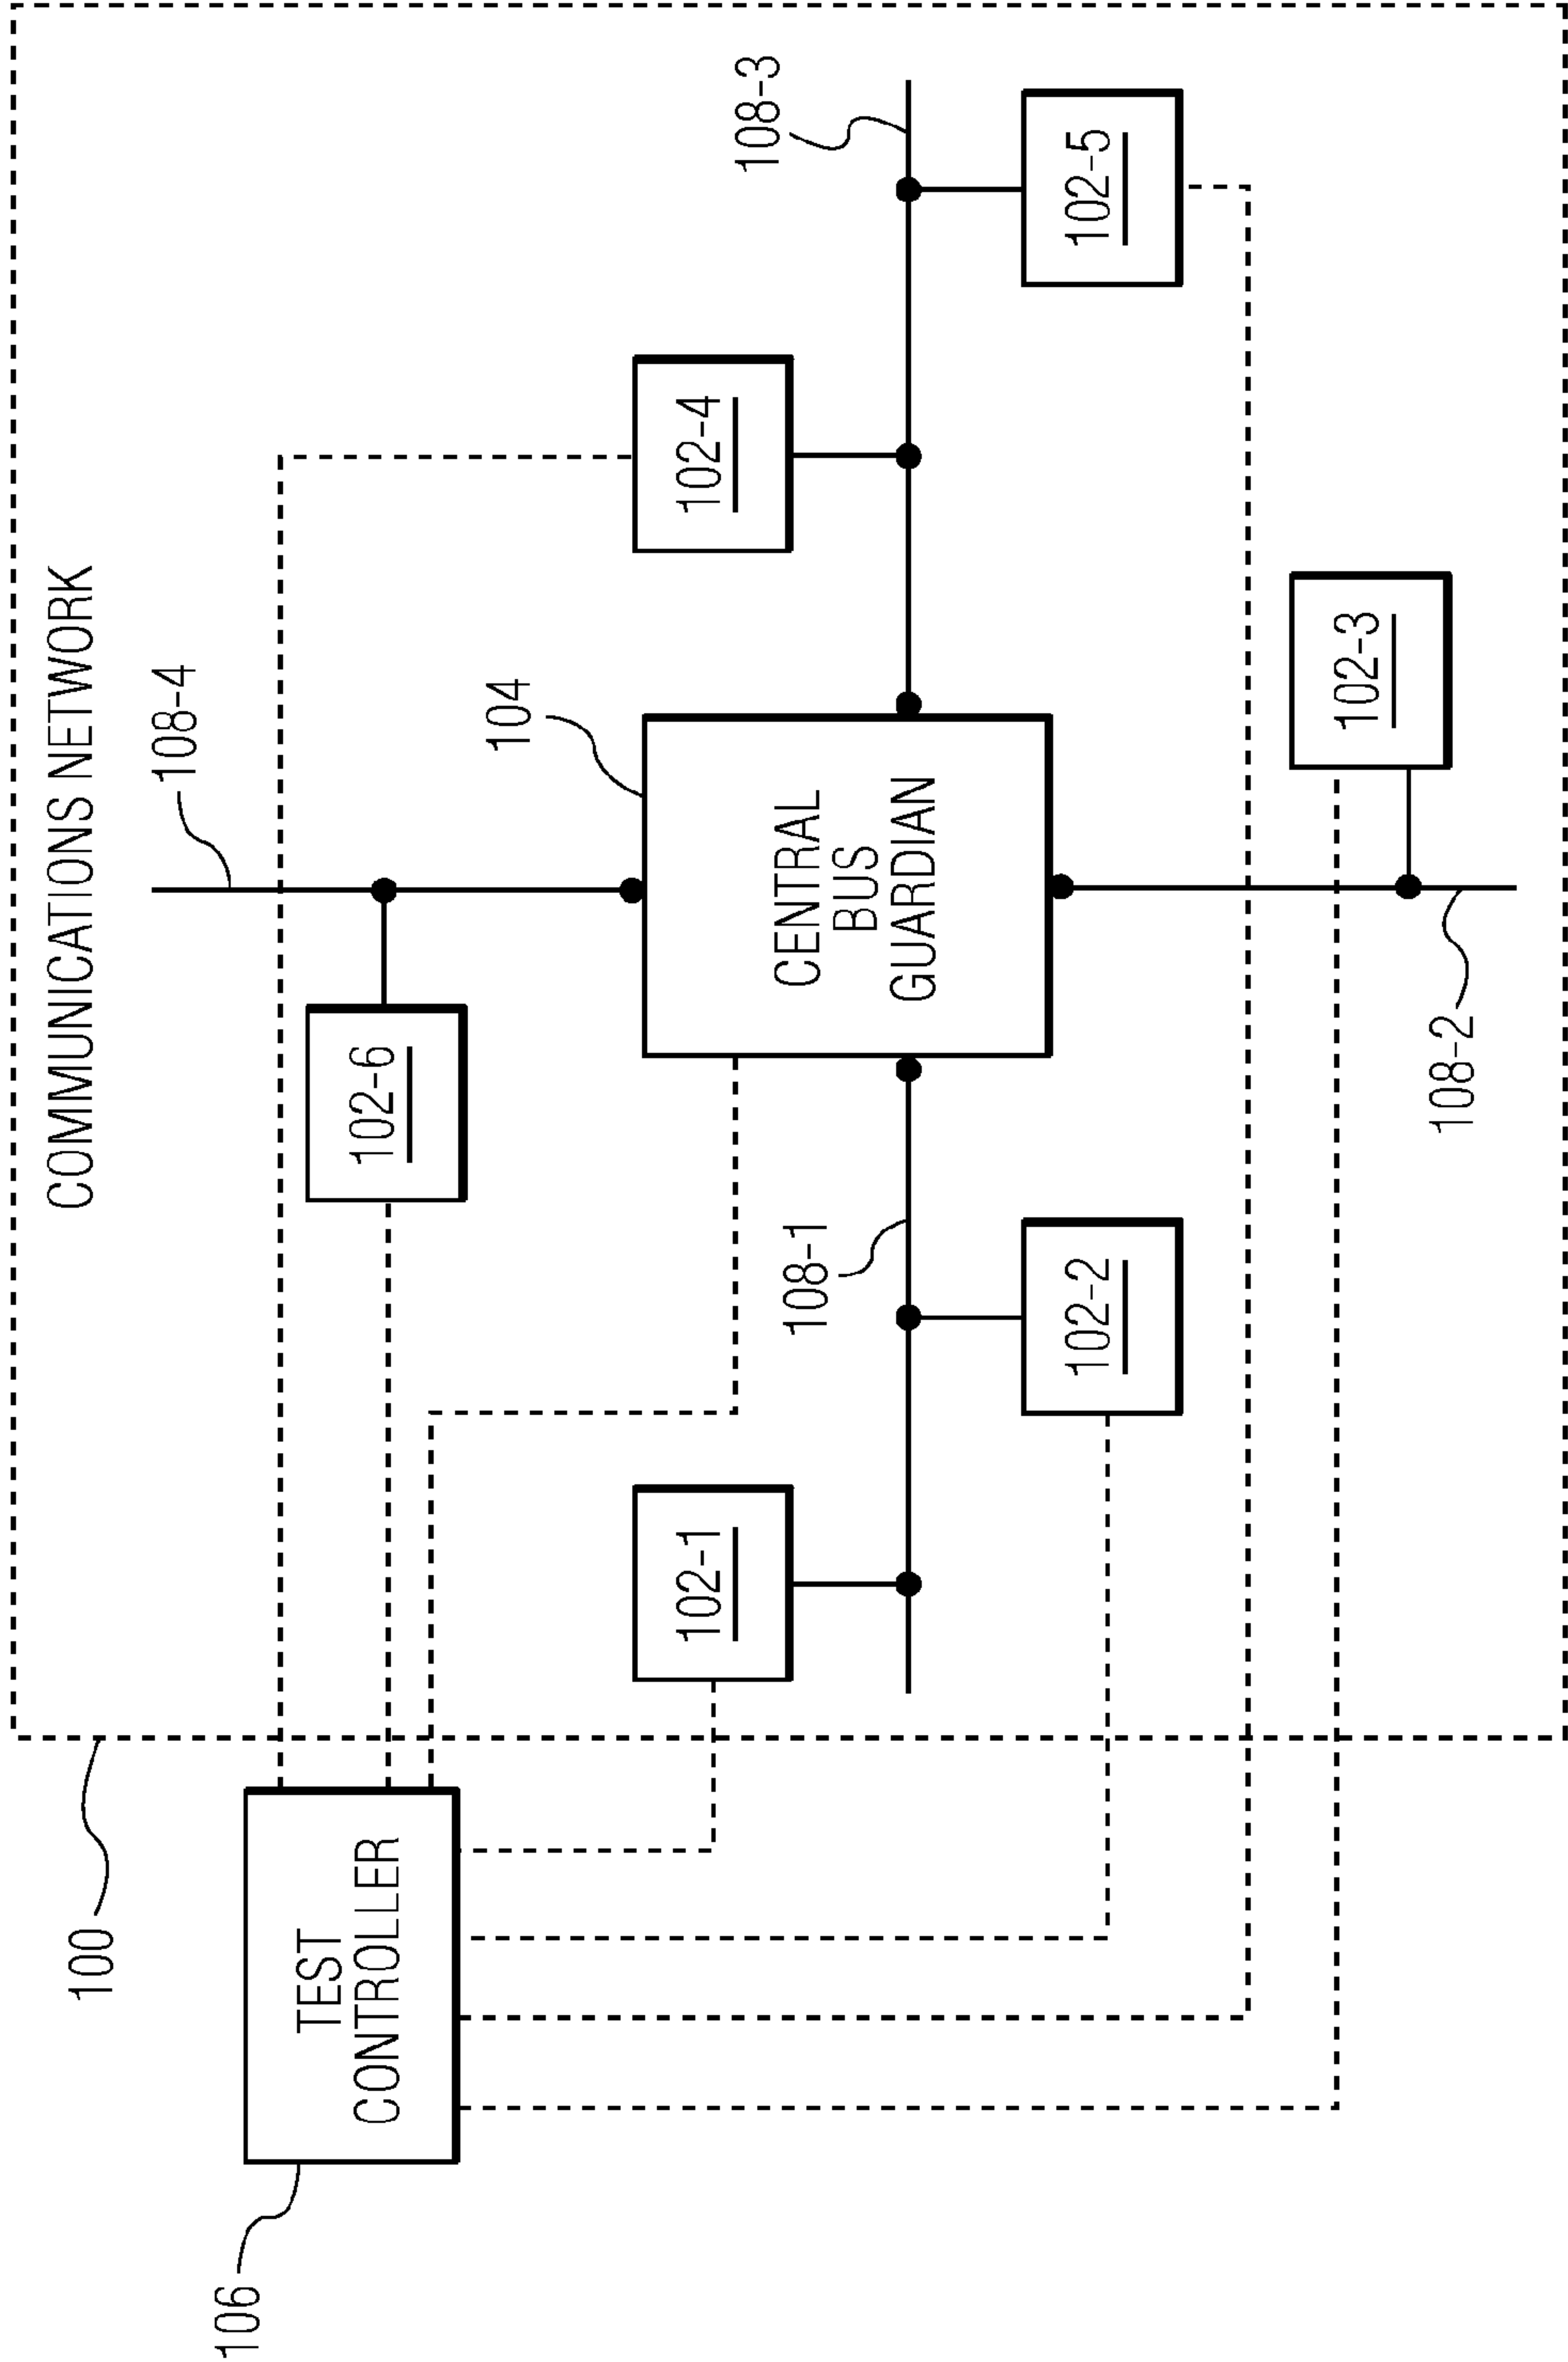 COMMUNICATIONS NETWORK
100
106
TEST
CONTROLLER
108-4
102-6
104
CENTRAL
BUS
GUARDIAN
102-1
102-4
108-3
108-1
102-2
102-5
102-3
108-2